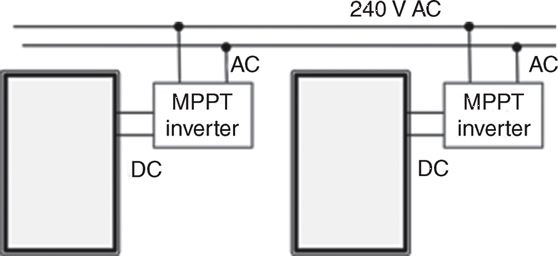 240 V AC
AC
MPPT
inverter
DC
AC
MPPT
inverter
DC